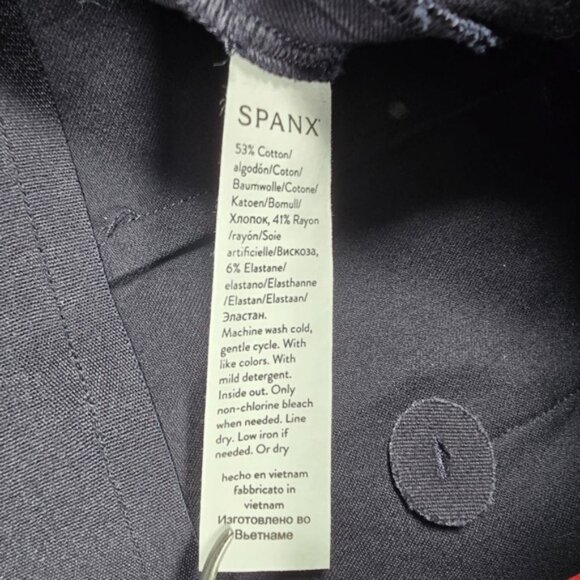 SPANX
53% Cotton/
algodón/Coton/
Baumwolle/Cotone/
Katoen/Bomull/
Хлопок, 41% Rayon
/rayón/Soie
artificielle/Вискоза,
6% Elastane/
elastano/Elasthanne
/Elastan/Elastaan/
Эластан.
Machine wash cold,
gentle cycle. With
like colors. With
mild detergent.
Inside out. Only
non-chlorine bleach
when needed. Line
dry. Low iron if
needed. Or dry
hecho en vietnam
fabbricato in
vietnam
Изготовлено во
Вьетнаме